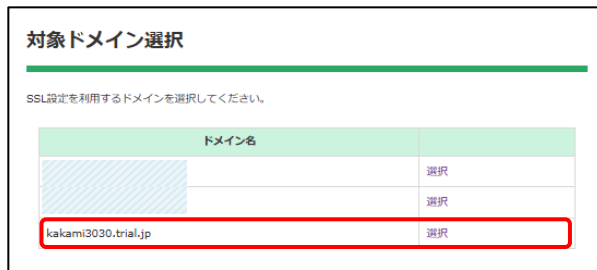 対象ドメイン選択
SSL設定を利用するドメインを選択してください。
ドメイン名
選択
選択
kakami3030.trial.jp 選択